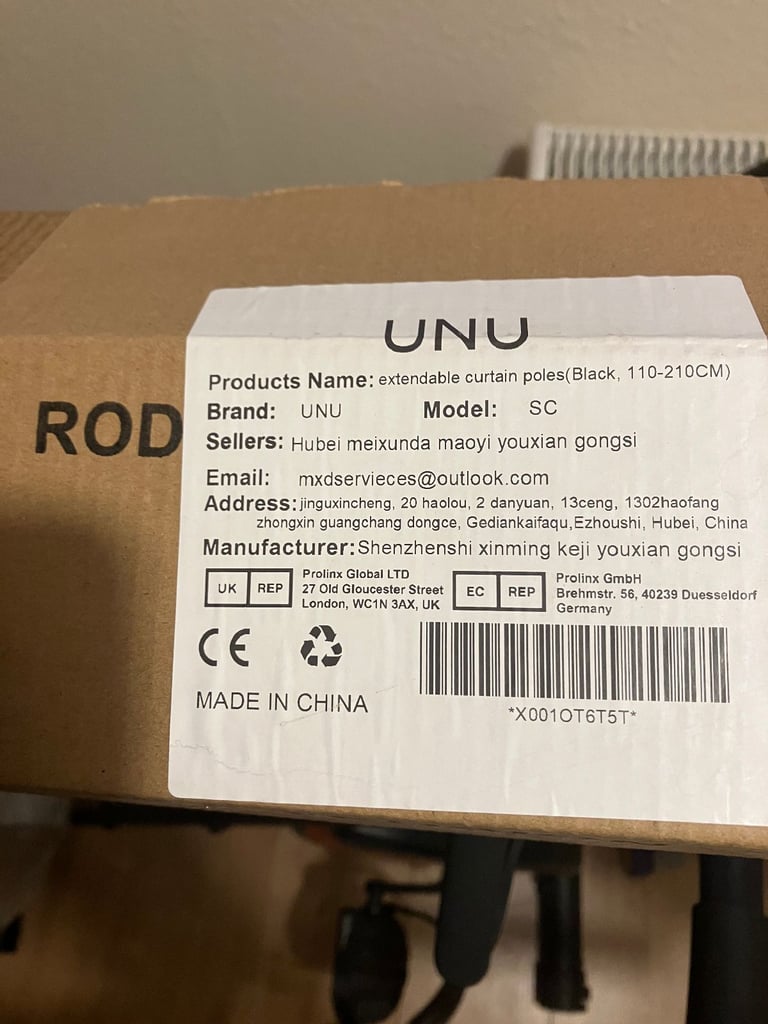 UNU
Products Name: extendable curtain poles(Black, 110-210CM)
Brand: UNU Model: SC
ROD
Sellers: Hubei meixunda maoyi youxian gongsi
Email: mxdservieces@outlook.com
Address: jinguxincheng, 20 haolou, 2 danyuan, 13ceng, 1302haofang
zhongxin guangchang dongce, Gediankaifaqu,Ezhoushi, Hubei, China
Manufacturer: Shenzhenshi xinming keji youxian gongsi
UK REP
Prolinx Global LTD
27 Old Gloucester Street
London, WC1N 3AX, UK
EC REP
Prolinx GmbH
Brehmstr. 56, 40239 Duesseldorf
Germany
CE
MADE IN CHINA
*X001OT6T5T*